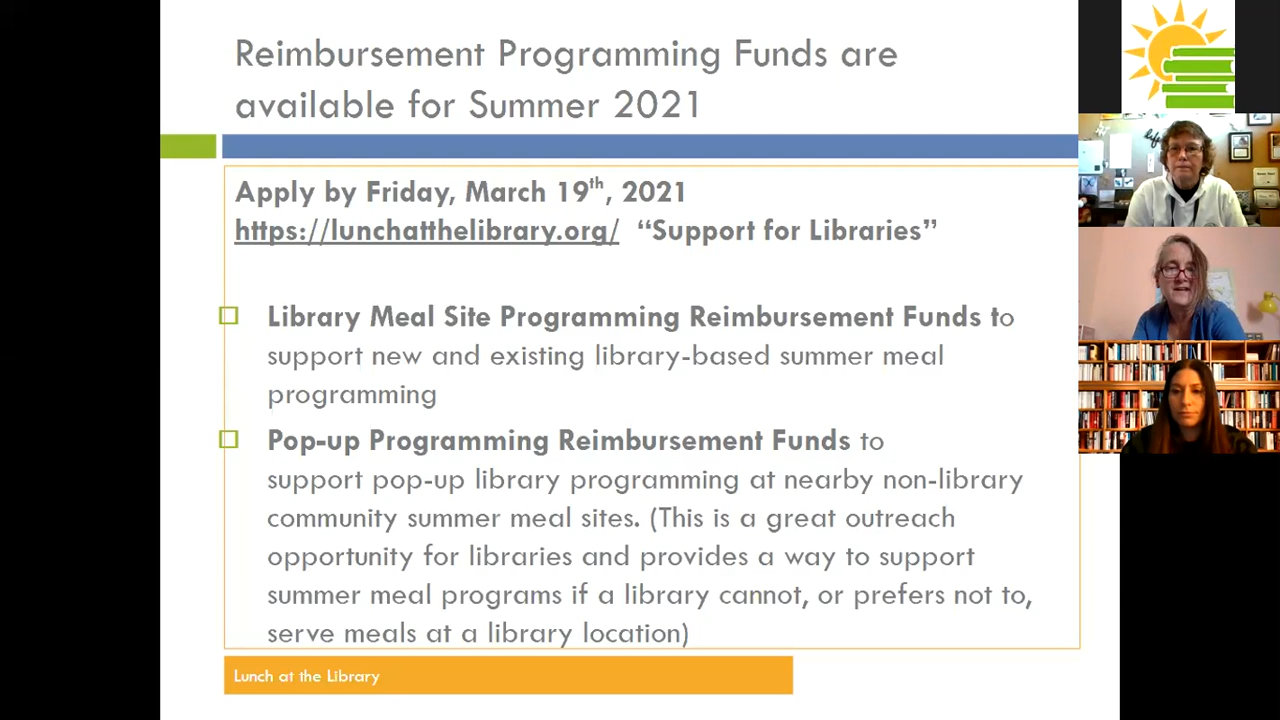 Reimbursement Programming Funds are
available for Summer 2021
Apply by Friday, March 19th, 2021
https://lunchatthelibrary.org/ “Support for Libraries”
Library Meal Site Programming Reimbursement Funds to
support new and existing library-based summer meal
programming
Pop-up Programming Reimbursement Funds to
support pop-up library programming at nearby non-library
community summer meal sites. (This is a great outreach
opportunity for libraries and provides a way to support
summer meal programs if a library cannot, or prefers not to,
serve meals at a library location)
Lunch at the Library